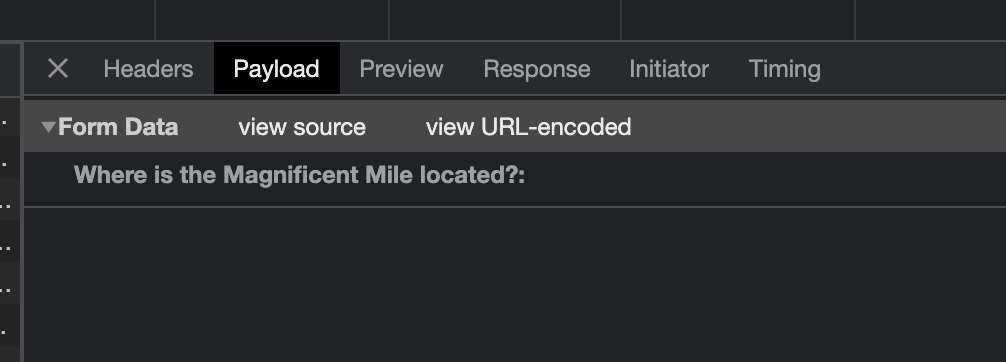 Headers Payload Preview Response Initiator Timing
Form Data view source view URL-encoded
Where is the Magnificent Mile located?: